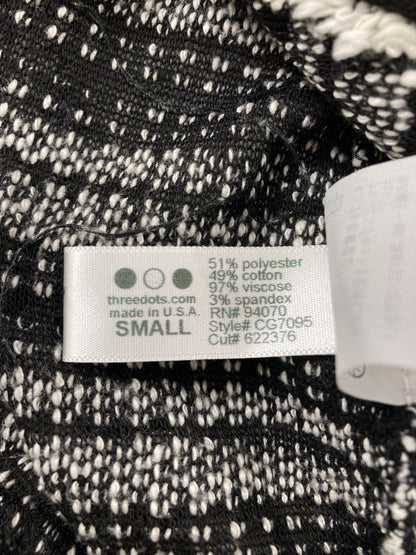 threedots.com
made in U.S.A.
SMALL
51% polyester
49% cotton
97% viscose
3% spandex
RN# 94070
Style# CG7095
Cut# 622376